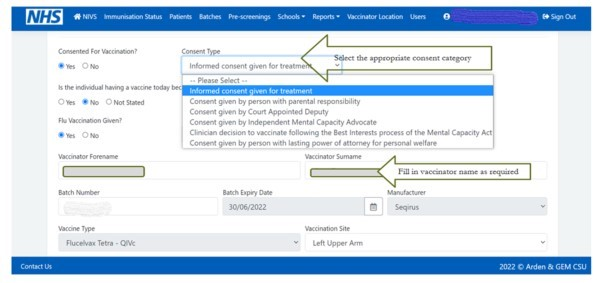 NHS NIVS Immunisation Status Patients Batches Pre-screenings Schools Reports Vaccinator Location Users Sign Out
Consented For Vaccination? Consent Type
Yes No Informed consent given for treatment
Select the appropriate consent category
-- Please Select --
Is the individual having a vaccine today bec
Informed consent given for treatment
Consent given by person with parental responsibility
Yes No Not Stated
Consent given by Court Appointed Deputy
Flu Vaccination Given?
Consent given by Independent Mental Capacity Advocate
Clinician decision to vaccinate following the Best Interests process of the Mental Capacity Act
Yes No
Consent given by person with lasting power of attorney for personal welfare
Vaccinator Forename Vaccinator Surname
Fill in vaccinator name as required
Batch Number Batch Expiry Date Manufacturer
30/06/2022 Seqirus
Vaccine Type Vaccination Site
Flucelvax Tetra - QIVc Left Upper Arm
Contact Us 2022 © Arden & GEM CSU